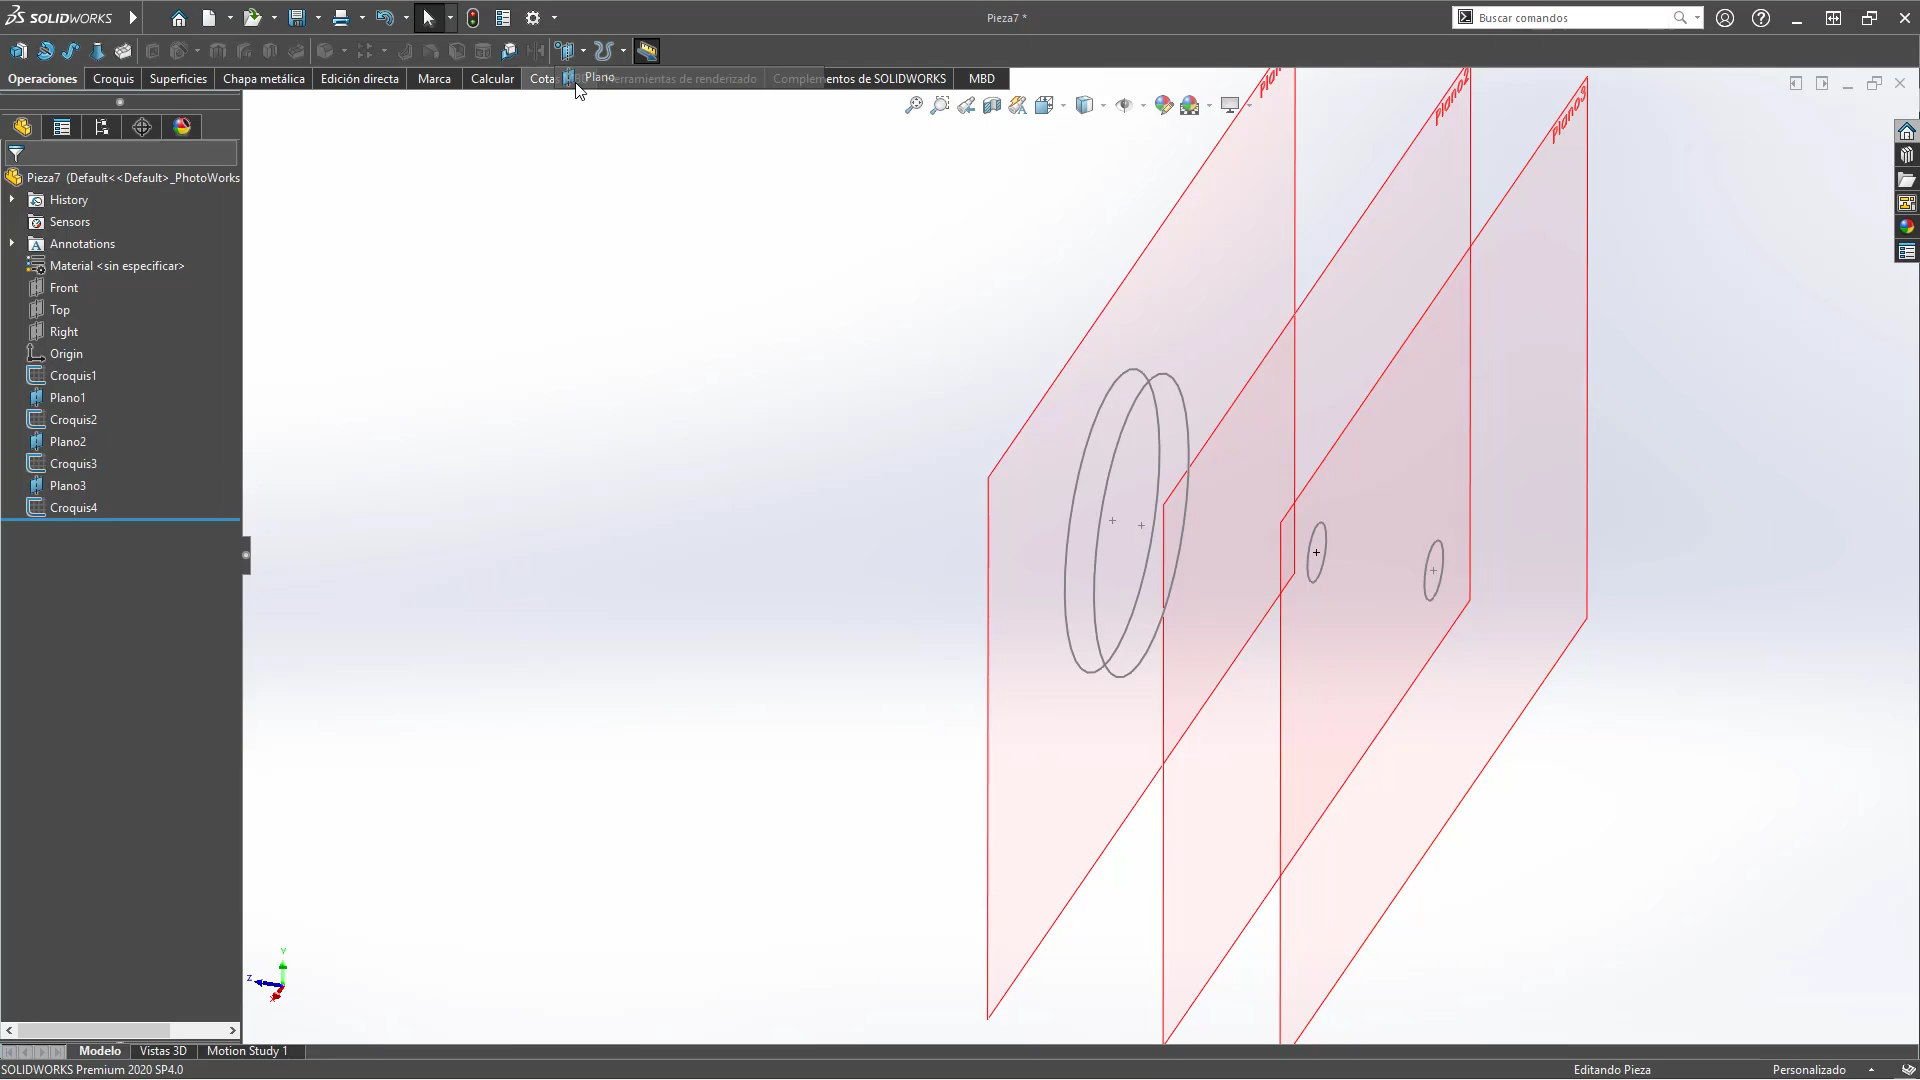 SOLIDWORKS
Pieza7 *
Buscar comandos
Operaciones
Croquis
Superficies
Chapa metálica
Edición directa
Marca
Calcular
Cotas
Plano
erramientas de renderizado
Complementos de SOLIDWORKS
MBD
Plano2
Plano3
Pieza7 (Default<<Default>_PhotoWorks
History
Sensors
A Annotations
Material <sin especificar>
Front
Top
Right
Origin
Croquis1
Plano1
Croquis2
Plano2
Croquis3
Plano3
Croquis4
Y
Z
X
Modelo
Vistas 3D
Motion Study 1
SOLIDWORKS Premium 2020 SP4.0
Editando Pieza
Personalizado